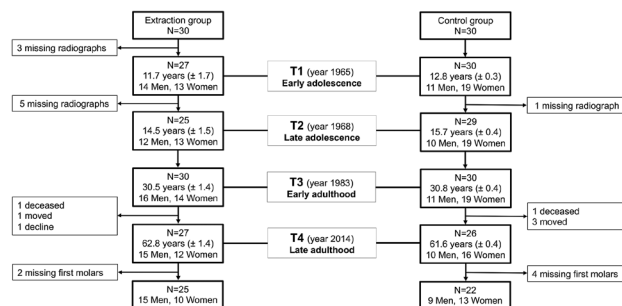 Extraction group
N=30
Control group
N=30
3 missing radiographs
N=27
11.7 years (± 1.7)
14 Men, 13 Women
T1 (year 1965)
Early adolescence
N=30
12.8 years (± 0.3)
11 Men, 19 Women
5 missing radiographs
1 missing radiograph
N=25
14.5 years (± 1.5)
12 Men, 13 Women
T2 (year 1968)
Late adolescence
N=29
15.7 years (± 0.4)
10 Men, 19 Women
N=30
30.5 years (± 1.4)
16 Men, 14 Women
T3 (year 1983)
Early adulthood
N=30
30.8 years (± 0.4)
11 Men, 19 Women
1 deceased
1 moved
1 decline
1 deceased
3 moved
N=27
62.8 years (± 1.4)
15 Men, 12 Women
T4 (year 2014)
Late adulthood
N=26
61.6 years (± 0.4)
10 Men, 16 Women
2 missing first molars
4 missing first molars
N=25
15 Men, 10 Women
N=22
9 Men, 13 Women